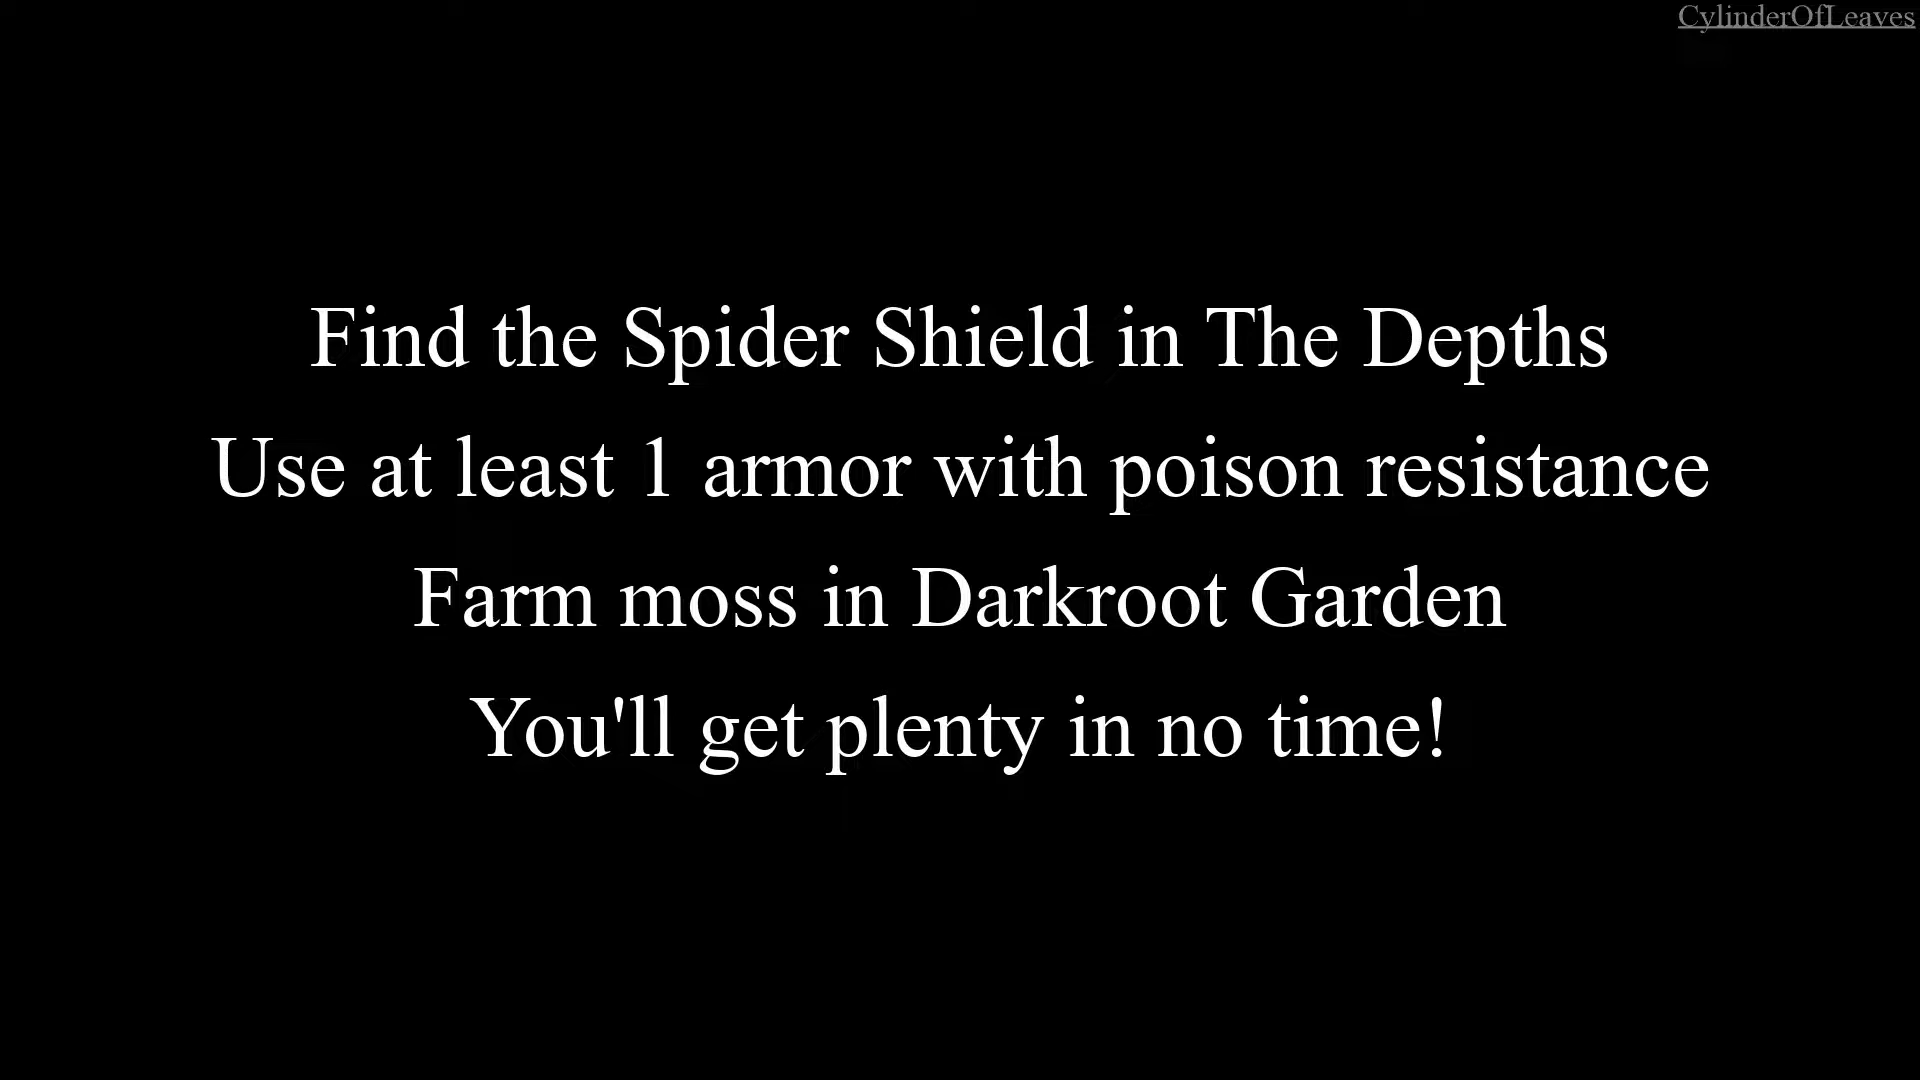 CylinderOfLeaves
Find the Spider Shield in The Depths
Use at least 1 armor with poison resistance
Farm moss in Darkroot Garden
You'll get plenty in no time!